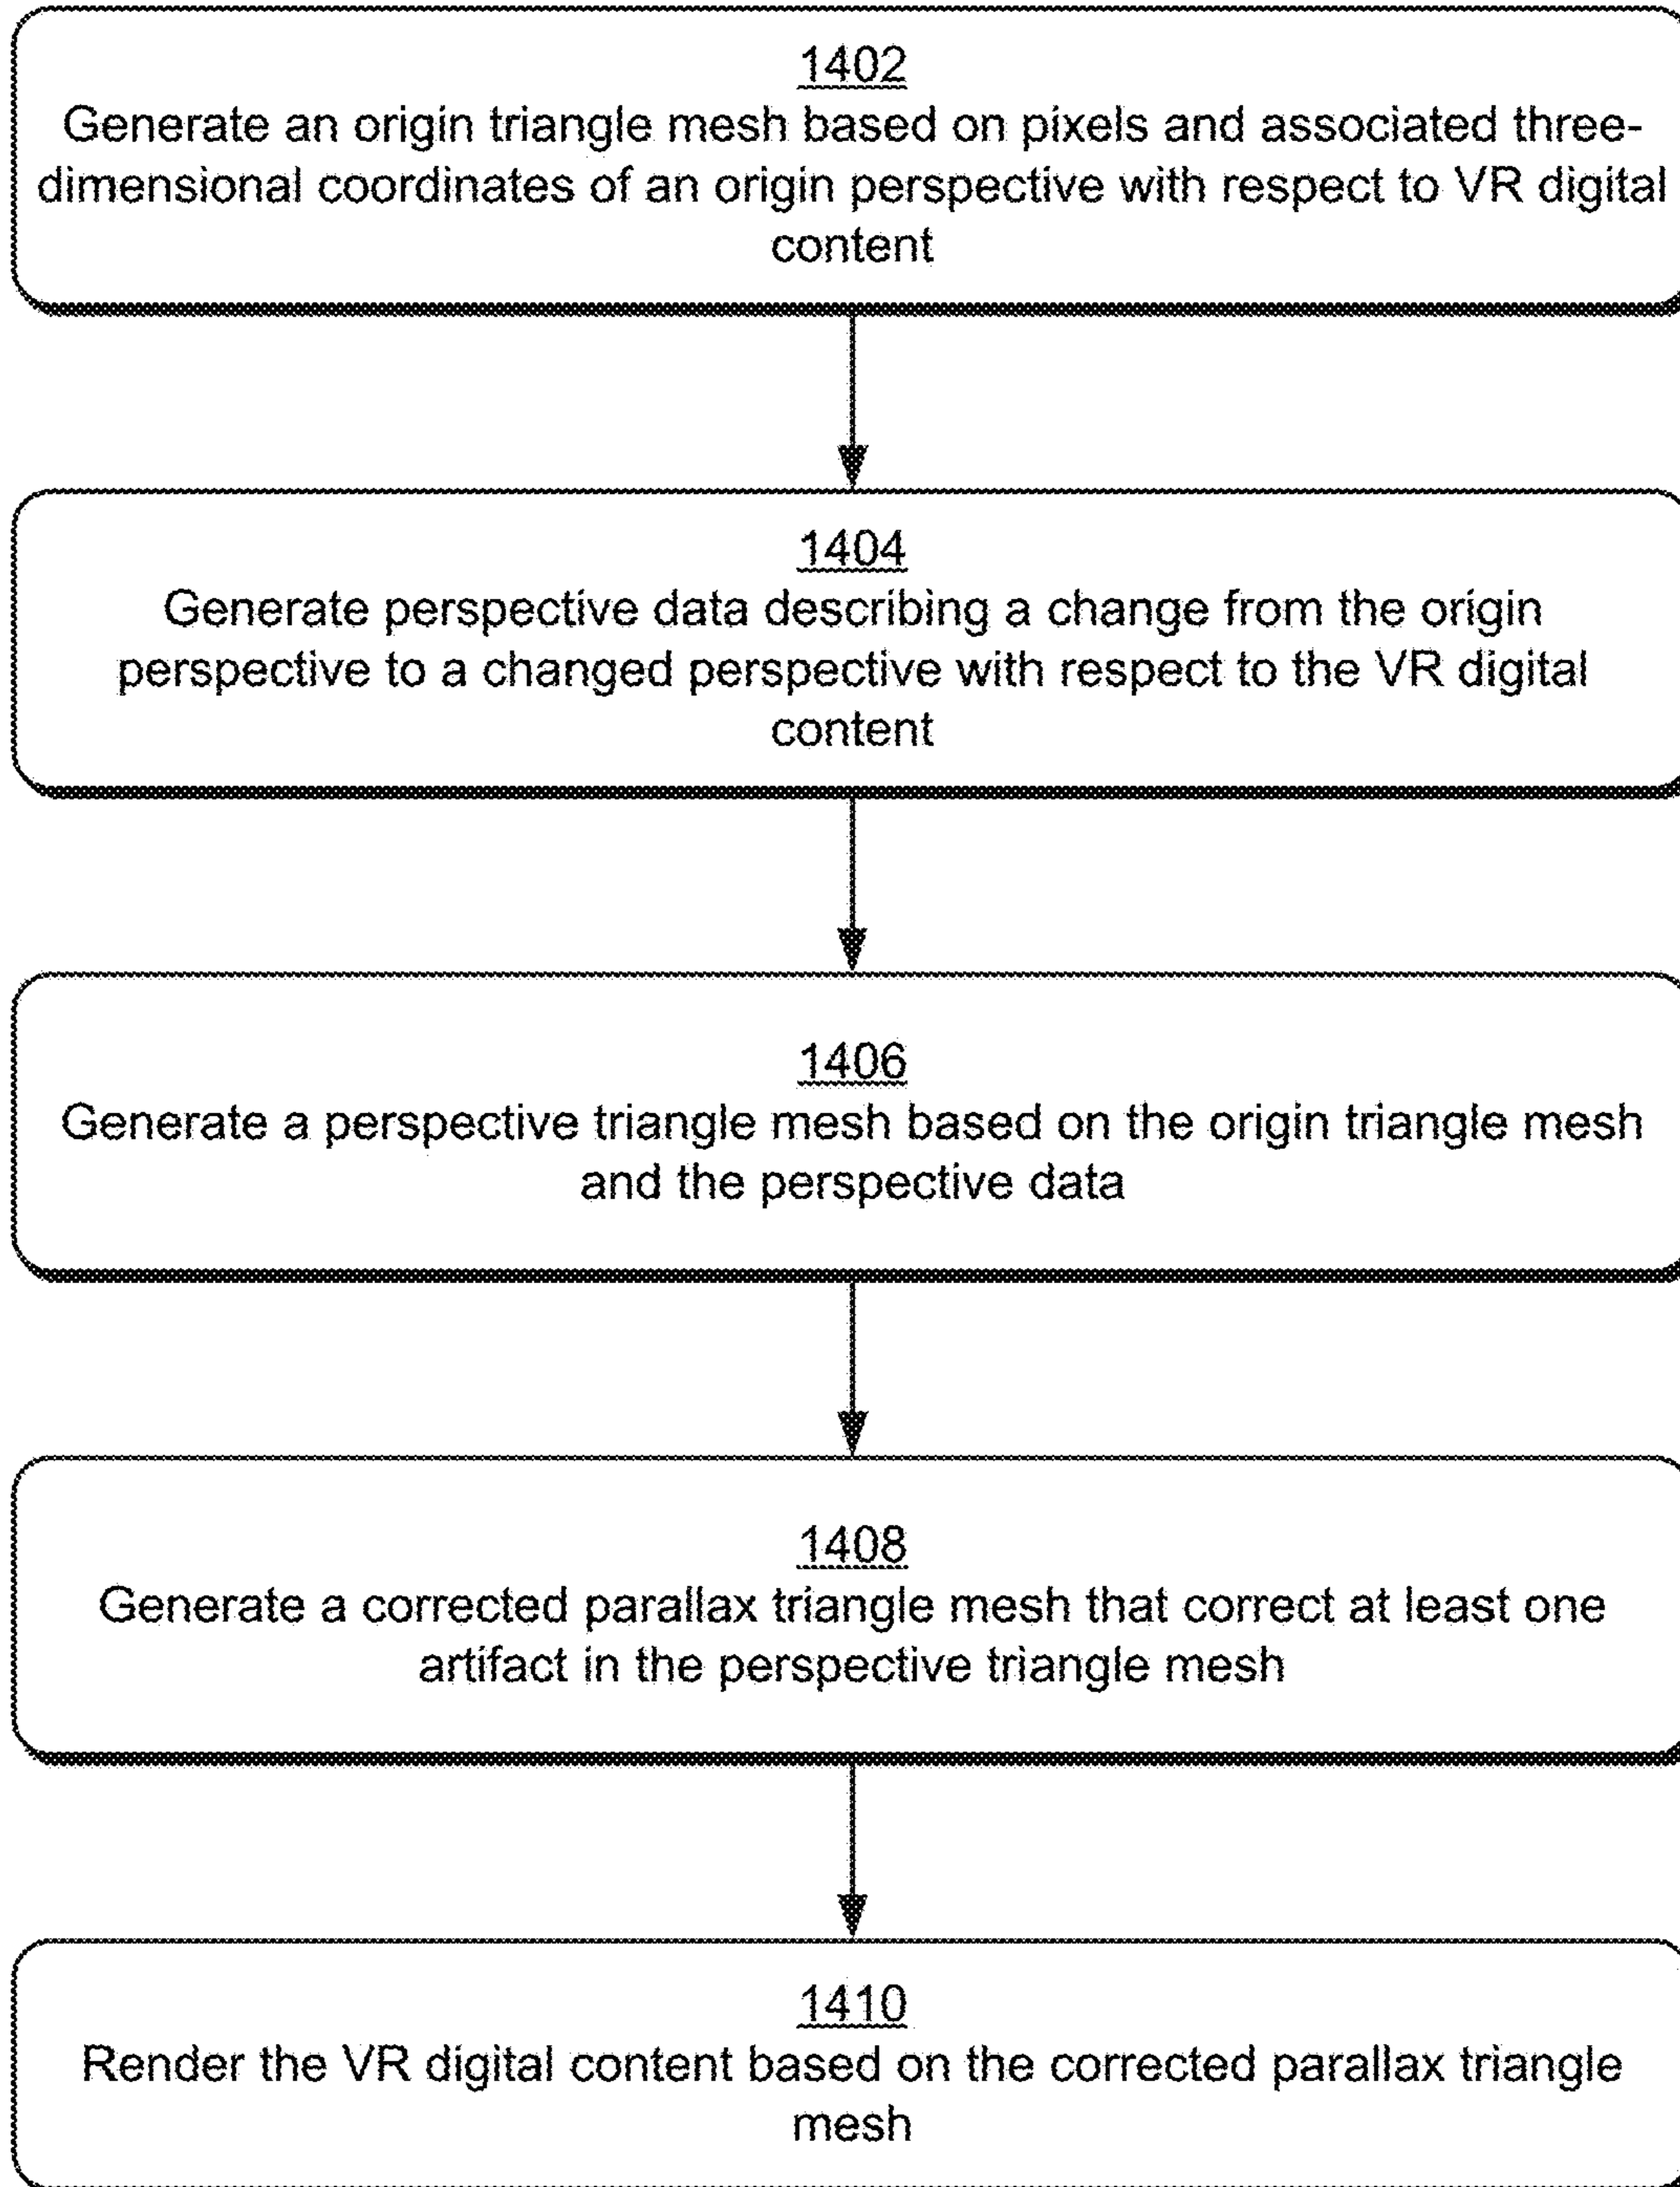 1402
Generate an origin triangle mesh based on pixels and associated three-
dimensional coordinates of an origin perspective with respect to VR digital
content
1404
Generate perspective data describing a change from the origin
perspective to a changed perspective with respect to the VR digital
content
1406
Generate a perspective triangle mesh based on the origin triangle mesh
and the perspective data
1408
Generate a corrected parallax triangle mesh that correct at least one
artifact in the perspective triangle mesh
1410
Render the VR digital content based on the corrected parallax triangle
mesh